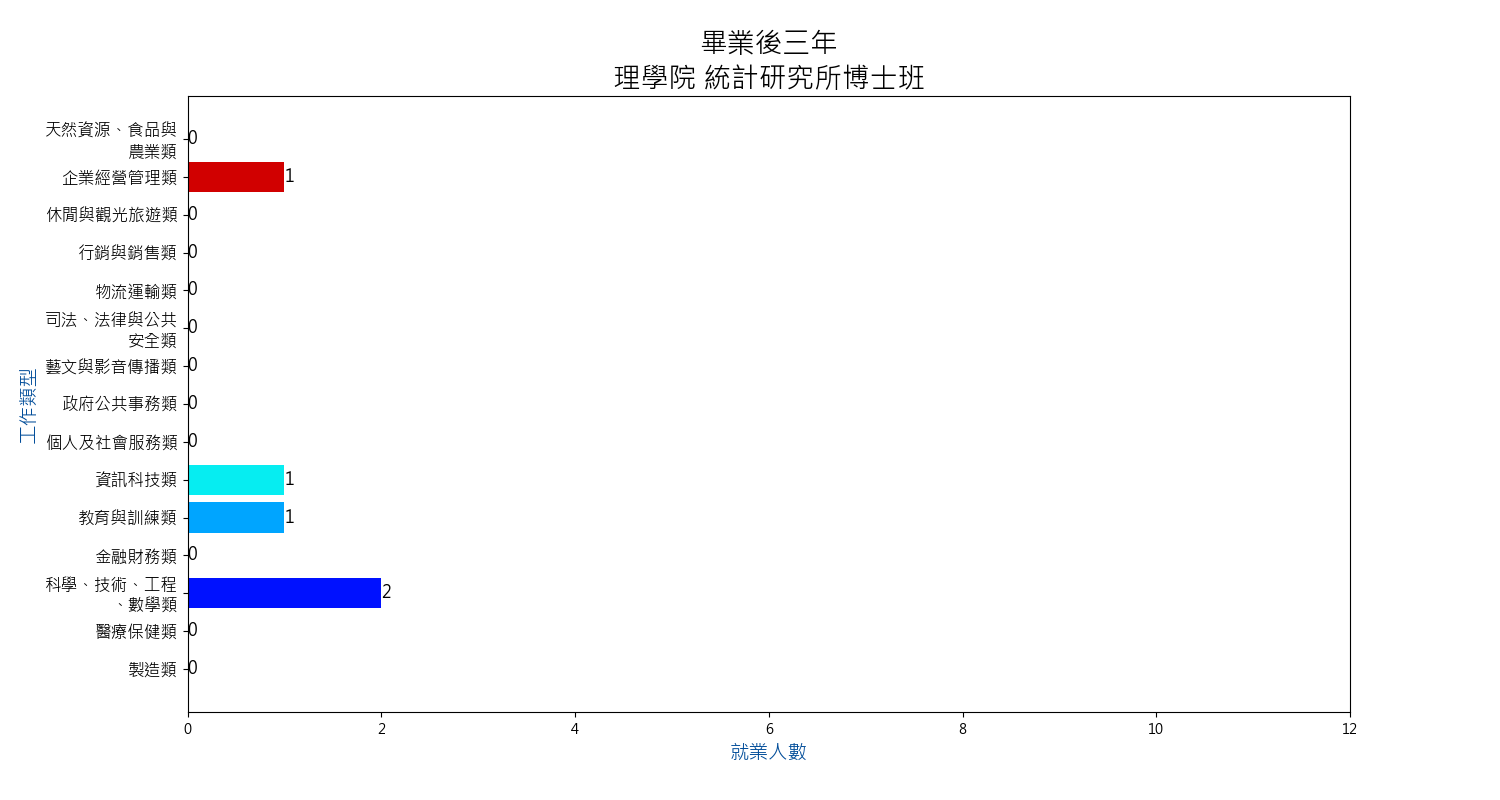 畢業後三年
理學院 統計研究所博士班
天然資源、食品與
農業類
0
企業經營管理類
1
休閒與觀光旅遊類
0
行銷與銷售類
0
物流運輸類
0
司法、法律與公共
安全類
0
藝文與影音傳播類
0
政府公共事務類
0
個人及社會服務類
0
資訊科技類
1
教育與訓練類
1
金融財務類
0
科學、技術、工程
、數學類
2
醫療保健類
0
製造類
0
工作類型
0 2 4 6 8 10 12
就業人數